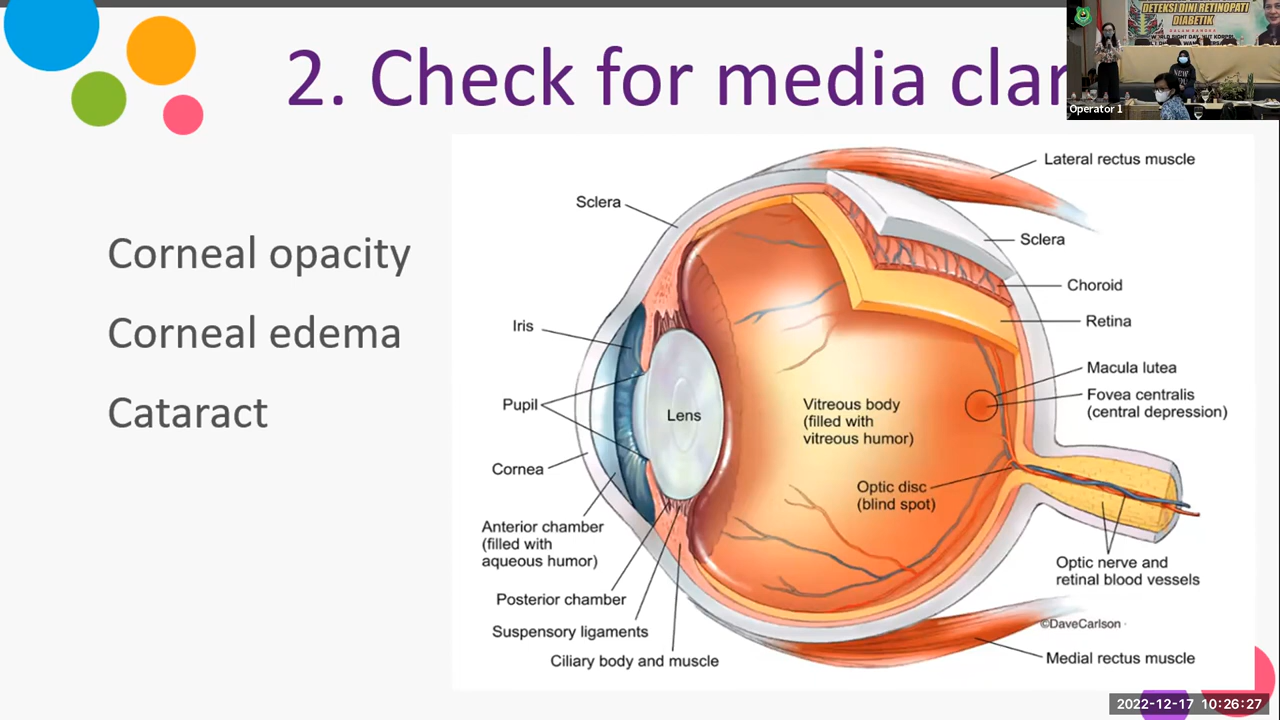 2. Check for media clar
DETEKSI DINI RETINOPATI
DIABETIK
Operator 1
Corneal opacity
Corneal edema
Cataract
Lateral rectus muscle
Sclera
Sclera
Choroid
Iris
Retina
Macula lutea
Fovea centralis
(central depression)
Pupil
Lens
Vitreous body
(filled with
vitreous humor)
Cornea
Optic disc
(blind spot)
Anterior chamber
(filled with
aqueous humor)
Optic nerve and
retinal blood vessels
Posterior chamber
©DaveCarlson
Suspensory ligaments
Ciliary body and muscle
Medial rectus muscle
2022-12-17 10:26:27